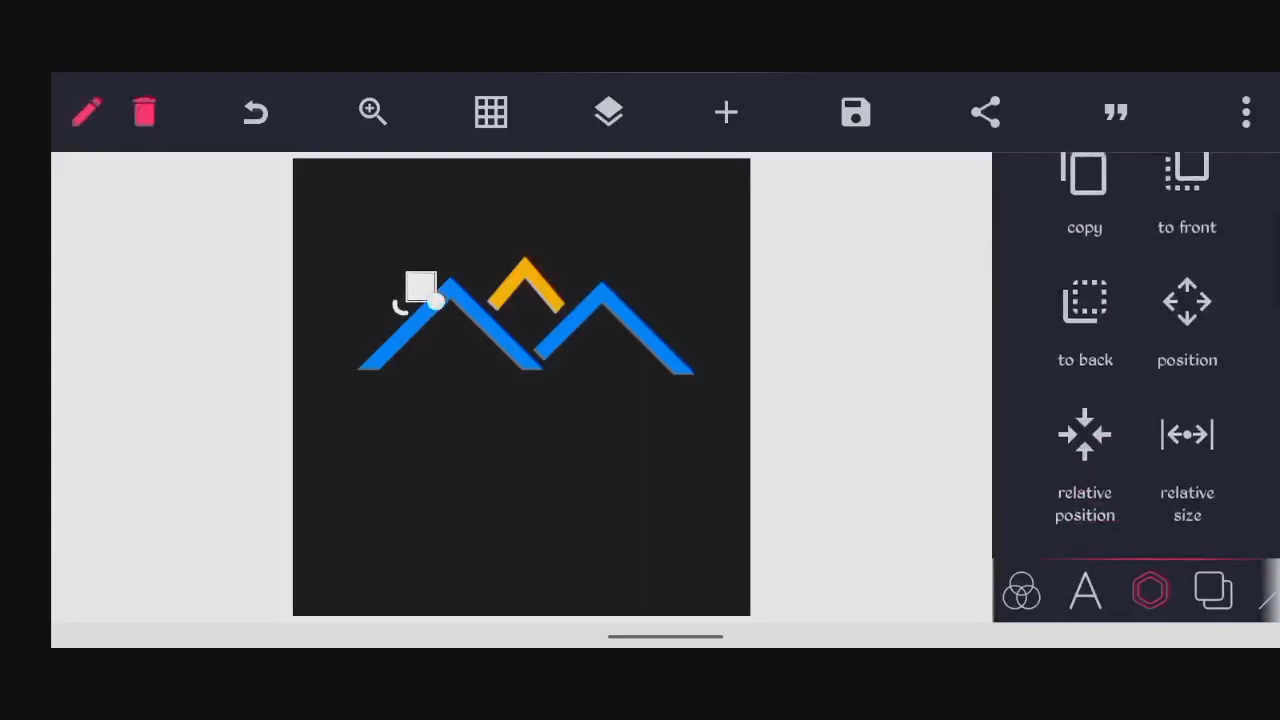 copy
to front
to back
position
relative
position
relative
size